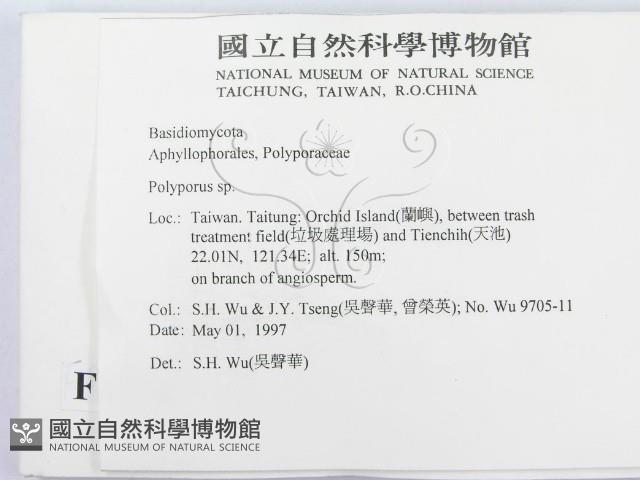 國立自然科學博物館
NATIONAL MUSEUM OF NATURAL SCIENCE
TAICHUNG, TAIWAN, R.O.CHINA
Basidiomycota
Aphyllophorales, Polyporaceae
Polyporus sp.
Loc.: Taiwan. Taitung: Orchid Island(蘭嶼), between trash
treatment field(垃圾處理場) and Tienchih(天池)
22.01N, 121.34E; alt. 150m;
on branch of angiosperm.
Col.: S.H. Wu & J.Y. Tseng(吳聲華, 曾榮英); No. Wu 9705-11
Date: May 01, 1997
Det.: S.H. Wu(吳聲華)
F
國立自然科學博物館
NATIONAL MUSEUM OF NATURAL SCIENCE